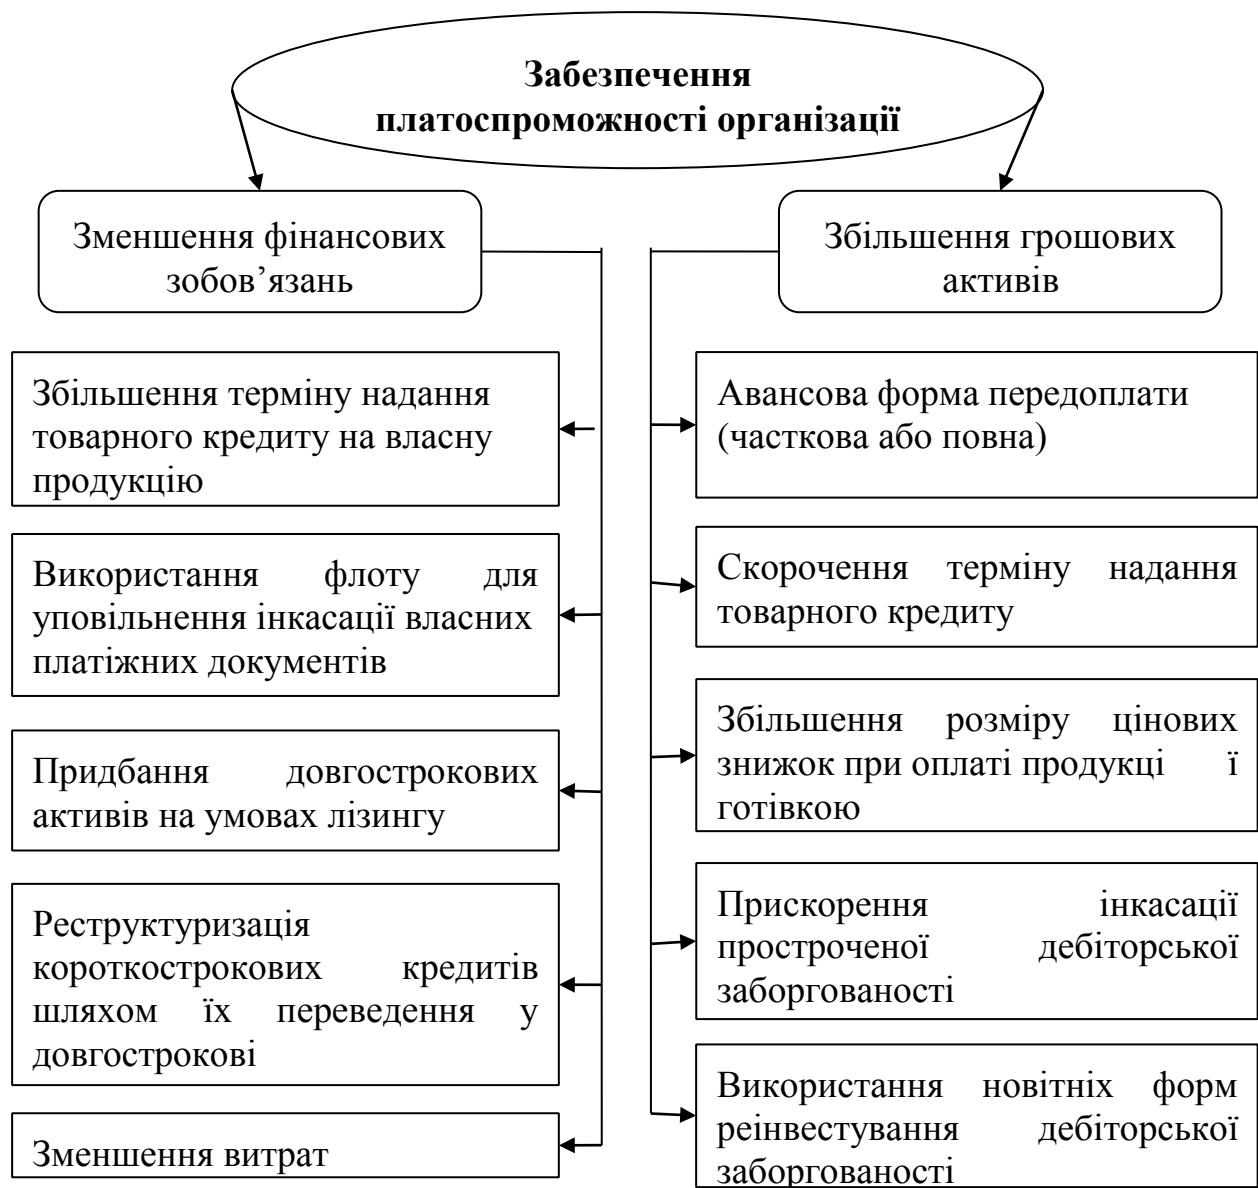 Забезпечення
платоспроможності організації
Зменшення фінансових
зобов’язань
Збільшення терміну надання
товарного кредиту на власну
продукцію
Використання флоту для
уповільнення інкасації власних
платіжних документів
Придбання довгострокових
активів на умовах лізингу
Реструктуризація
короткострокових кредитів
шляхом їх переведення у
довгострокові
Зменшення витрат
Збільшення грошових
активів
Авансова форма передоплати
(часткова або повна)
Скорочення терміну надання
товарного кредиту
Збільшення розміру цінових
знижок при оплаті продукці ї
готівкою
Прискорення інкасації
простроченої дебіторської
заборгованості
Використання новітніх форм
реінвестування дебіторської
заборгованості